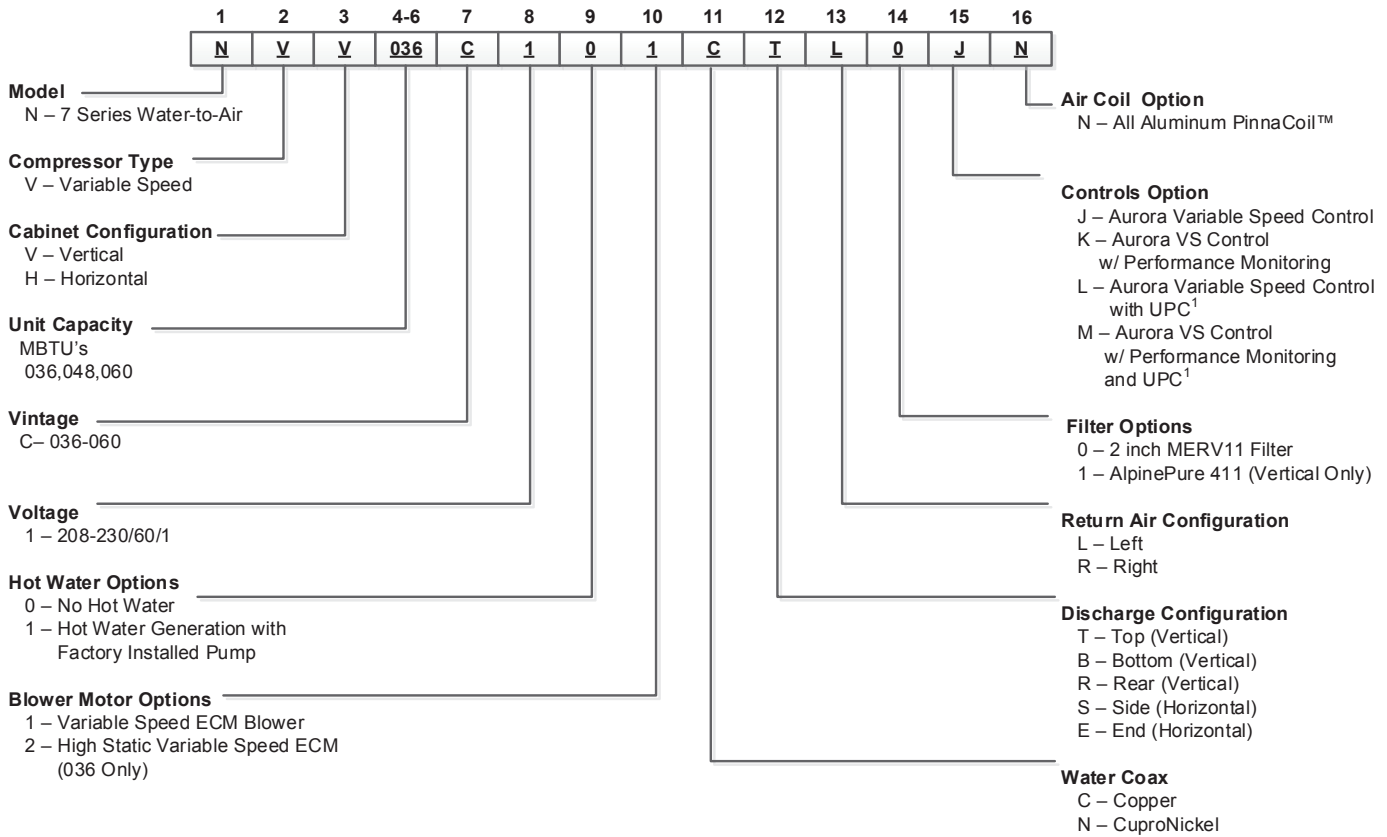 1 2 3 4-6 7 8 9 10 11 12 13 14 15 16
N V V 036 C 1 0 1 C T L 0 J N
Model
N – 7 Series Water-to-Air
Compressor Type
V – Variable Speed
Cabinet Configuration
V – Vertical
H – Horizontal
Unit Capacity
MBTU's
036,048,060
Vintage
C– 036-060
Voltage
1 – 208-230/60/1
Hot Water Options
0 – No Hot Water
1 – Hot Water Generation with
Factory Installed Pump
Blower Motor Options
1 – Variable Speed ECM Blower
2 – High Static Variable Speed ECM
(036 Only)
Air Coil Option
N – All Aluminum PinnaCoil™
Controls Option
J – Aurora Variable Speed Control
K – Aurora VS Control
w/ Performance Monitoring
L – Aurora Variable Speed Control
with UPC1
M – Aurora VS Control
w/ Performance Monitoring
and UPC1
Filter Options
0 – 2 inch MERV11 Filter
1 – AlpinePure 411 (Vertical Only)
Return Air Configuration
L – Left
R – Right
Discharge Configuration
T – Top (Vertical)
B – Bottom (Vertical)
R – Rear (Vertical)
S – Side (Horizontal)
E – End (Horizontal)
Water Coax
C – Copper
N – CuproNickel